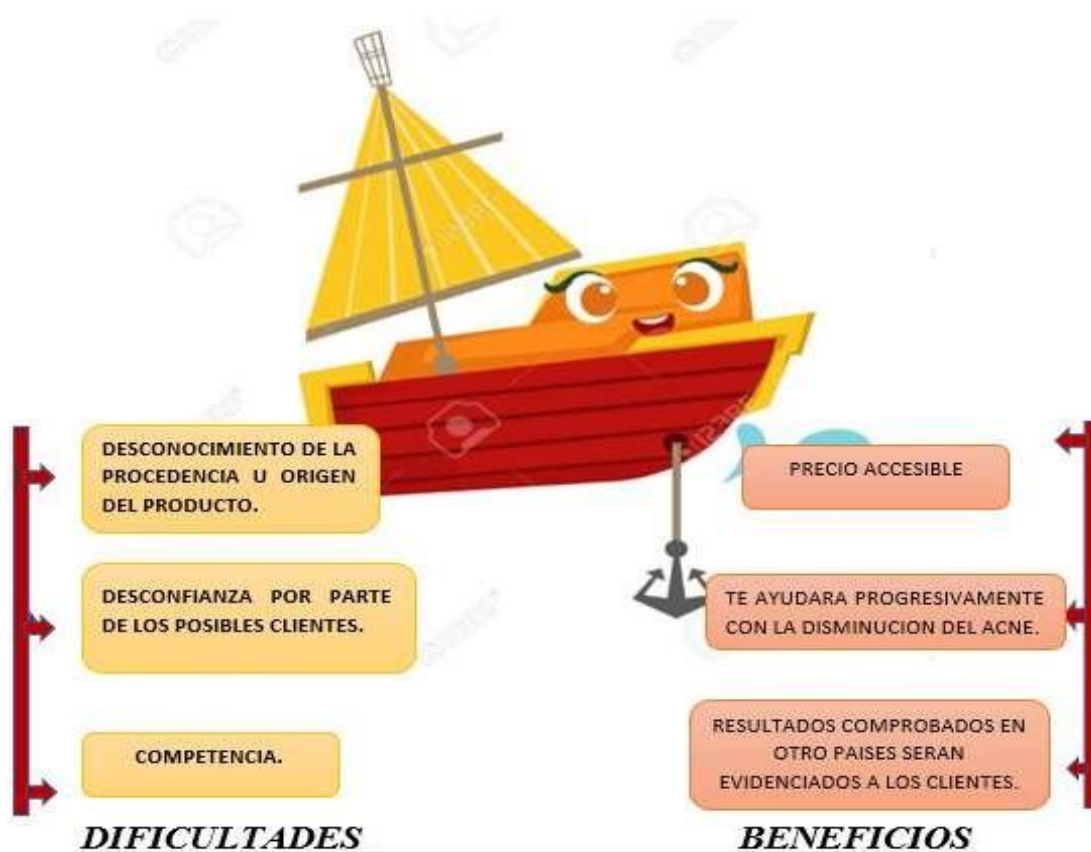 DESCONOCIMIENTO DE LA
PROCEDENCIA U ORIGEN
DEL PRODUCTO.
DESCONFIANZA POR PARTE
DE LOS POSIBLES CLIENTES.
COMPETENCIA.
DIFICULTADES
PRECIO ACCESIBLE
TE AYUDARA PROGRESIVAMENTE
CON LA DISMINUCION DEL ACNE.
RESULTADOS COMPROBADOS EN
OTRO PAISES SERAN
EVIDENCIADOS A LOS CLIENTES.
BENEFICIOS